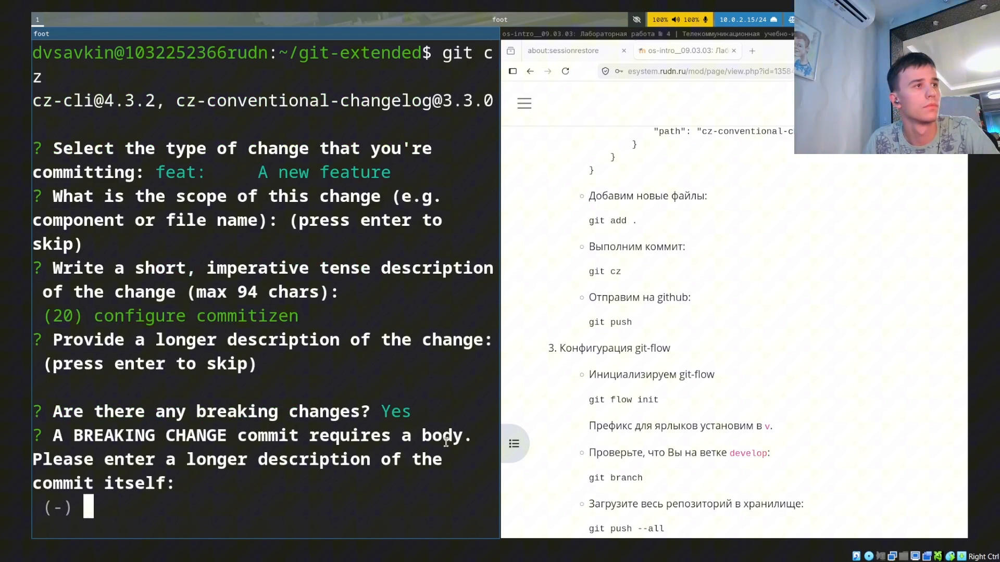 1
foot
100% 100%
10.0.2.15/24
foot
dvsavkin@1032252366rudn:~/git-extended$ git c
z
cz-cli@4.3.2, cz-conventional-changelog@3.3.0
? Select the type of change that you're
committing: feat: A new feature
? What is the scope of this change (e.g.
component or file name): (press enter to
skip)
? Write a short, imperative tense description
of the change (max 94 chars):
(20) configure commitizen
? Provide a longer description of the change:
(press enter to skip)
? Are there any breaking changes? Yes
? A BREAKING CHANGE commit requires a body.
Please enter a longer description of the
commit itself:
(-)
os-intro__09.03.03: Лабораторная работа № 4 | Телекоммуникационная учебно-и
about:sessionrestore
os-intro__09.03.03: Лаб
esystem.rudn.ru/mod/page/view.php?id=1358
"path": "cz-conventional-c
}
}
}
Добавим новые файлы:
git add .
Выполним коммит:
git cz
Отправим на github:
git push
3. Конфигурация git-flow
Инициализируем git-flow
git flow init
Префикс для ярлыков установим в v.
Проверьте, что Вы на ветке develop:
git branch
Загрузите весь репозиторий в хранилище:
git push --all
Right Ctrl